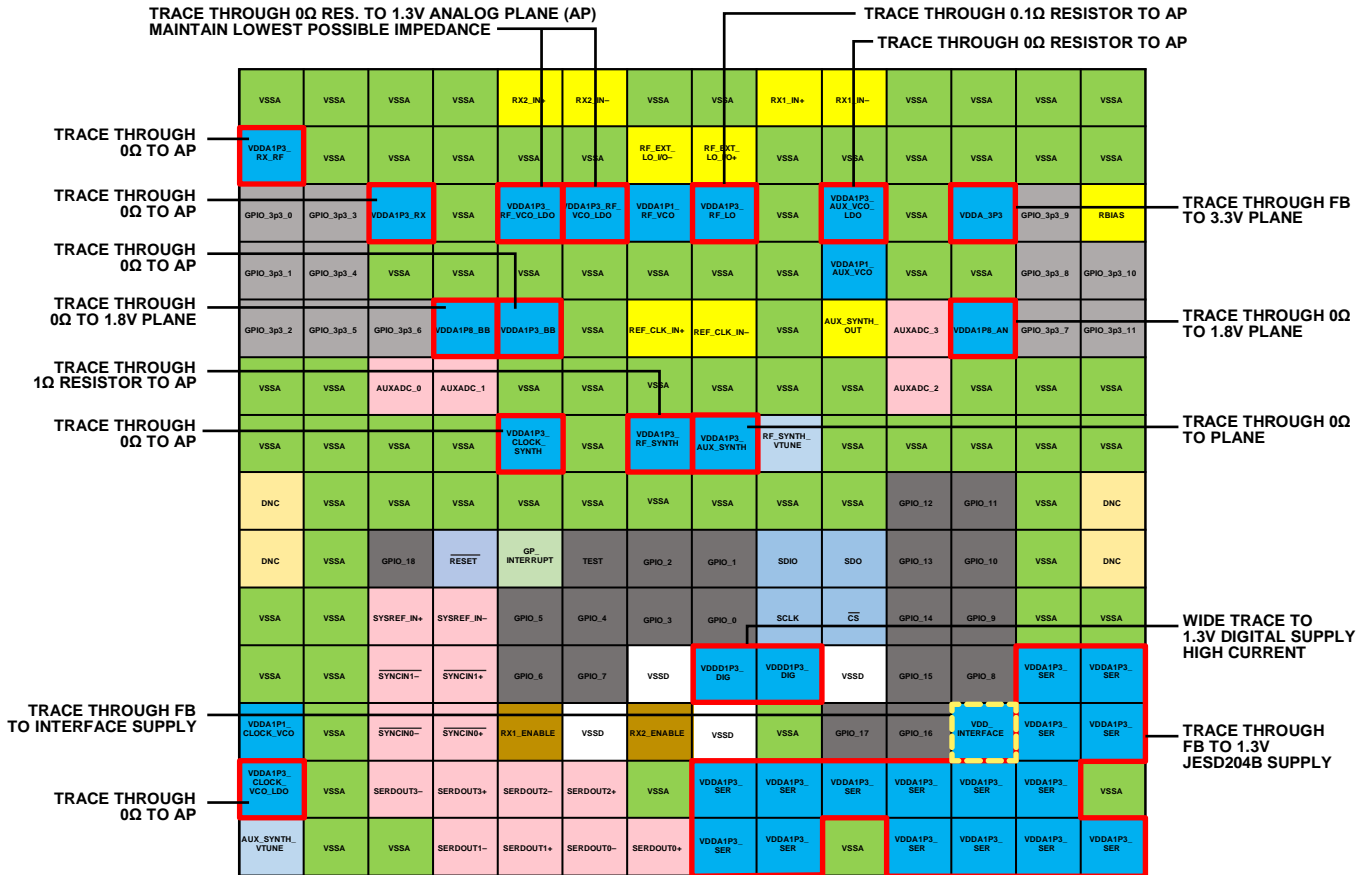 TRACE THROUGH 0Ω RES. TO 1.3V ANALOG PLANE (AP)
MAINTAIN LOWEST POSSIBLE IMPEDANCE
TRACE THROUGH 0.1Ω RESISTOR TO AP
TRACE THROUGH 0Ω RESISTOR TO AP
VSSA VSSA VSSA VSSA RX2_IN+ RX2_IN– VSSA VSSA RX1_IN+ RX1_IN– VSSA VSSA VSSA VSSA
TRACE THROUGH
0Ω TO AP
VDDA1P3_
RX_RF
VSSA VSSA VSSA VSSA VSSA
RF_EXT_
LO_I/O–
RF_EXT_
LO_I/O+
VSSA VSSA VSSA VSSA VSSA VSSA
TRACE THROUGH
0Ω TO AP
GPIO_3p3_0 GPIO_3p3_3 VDDA1P3_RX VSSA
VDDA1P3_
RF_VCO_LDO
VDDA1P3_RF_
VCO_LDO
VDDA1P1_
RF_VCO
VDDA1P3_
RF_LO
VSSA
VDDA1P3_
AUX_VCO_
LDO
VSSA VDDA_3P3 GPIO_3p3_9 RBIAS
TRACE THROUGH FB
TO 3.3V PLANE
TRACE THROUGH
0Ω TO AP
GPIO_3p3_1 GPIO_3p3_4 VSSA VSSA VSSA VSSA VSSA VSSA VSSA
VDDA1P1_
AUX_VCO
VSSA VSSA GPIO_3p3_8 GPIO_3p3_10
TRACE THROUGH
0Ω TO 1.8V PLANE
GPIO_3p3_2 GPIO_3p3_5 GPIO_3p3_6 VDDA1P8_BB VDDA1P3_BB VSSA REF_CLK_IN+ REF_CLK_IN– VSSA
AUX_SYNTH_
OUT
AUXADC_3 VDDA1P8_AN GPIO_3p3_7 GPIO_3p3_11
TRACE THROUGH 0Ω
TO 1.8V PLANE
TRACE THROUGH
1Ω RESISTOR TO AP
VSSA VSSA AUXADC_0 AUXADC_1 VSSA VSSA VSSA VSSA VSSA VSSA AUXADC_2 VSSA VSSA VSSA
TRACE THROUGH
0Ω TO AP
VSSA VSSA VSSA VSSA
VDDA1P3_
CLOCK_
SYNTH
VSSA
VDDA1P3_
RF_SYNTH
VDDA1P3_
AUX_SYNTH
RF_SYNTH_
VTUNE
VSSA VSSA VSSA VSSA VSSA
TRACE THROUGH 0Ω
TO PLANE
DNC VSSA VSSA VSSA VSSA VSSA VSSA VSSA VSSA VSSA GPIO_12 GPIO_11 VSSA DNC
DNC VSSA GPIO_18 RESET
GP_
INTERRUPT
TEST GPIO_2 GPIO_1 SDIO SDO GPIO_13 GPIO_10 VSSA DNC
VSSA VSSA SYSREF_IN+ SYSREF_IN– GPIO_5 GPIO_4 GPIO_3 GPIO_0 SCLK CS GPIO_14 GPIO_9 VSSA VSSA
WIDE TRACE TO
1.3V DIGITAL SUPPLY
HIGH CURRENT
VSSA VSSA SYNCIN1– SYNCIN1+ GPIO_6 GPIO_7 VSSD
VDDD1P3_
DIG
VDDD1P3_
DIG
VSSD GPIO_15 GPIO_8
VDDA1P3_
SER
VDDA1P3_
SER
TRACE THROUGH FB
TO INTERFACE SUPPLY
VDDA1P1_
CLOCK_VCO
VSSA SYNCIN0– SYNCIN0+ RX1_ENABLE VSSD RX2_ENABLE VSSD VSSA GPIO_17 GPIO_16
VDD_
INTERFACE
VDDA1P3_
SER
VDDA1P3_
SER
TRACE THROUGH
FB TO 1.3V
JESD204B SUPPLY
TRACE THROUGH
0Ω TO AP
VDDA1P3_
CLOCK_
VCO_LDO
VSSA SERDOUT3– SERDOUT3+ SERDOUT2– SERDOUT2+ VSSA
VDDA1P3_
SER
VDDA1P3_
SER
VDDA1P3_
SER
VDDA1P3_
SER
VDDA1P3_
SER
VDDA1P3_
SER
VSSA
AUX_SYNTH_
VTUNE
VSSA VSSA SERDOUT1– SERDOUT1+ SERDOUT0– SERDOUT0+
VDDA1P3_
SER
VDDA1P3_
SER
VSSA
VDDA1P3_
SER
VDDA1P3_
SER
VDDA1P3_
SER
VDDA1P3_
SER